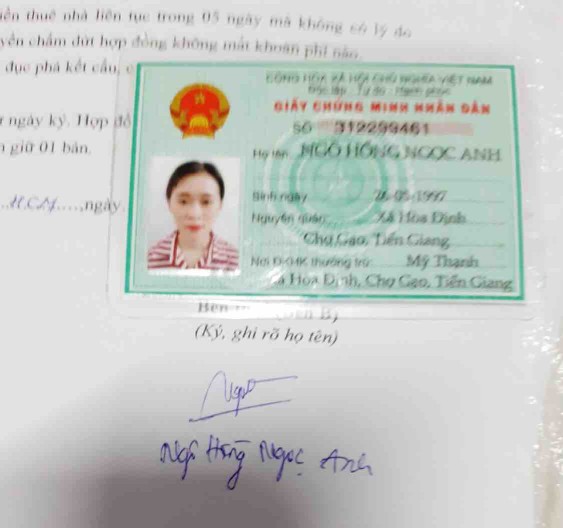 iền thuê nhà liên tục trong 05 ngày mà không có lý do
yền chấm dứt hợp đồng không mất khoản phí nào.
đục phá kết cấu, c
CỘNG HÒA XÃ HỘI CHỦ NGHĨA VIỆT NAM
Độc lập - Tự do - Hạnh phúc
GIẤY CHỨNG MINH NHÂN DÂN
SỐ 312299461
Họ tên: NGÔ HỒNG NGỌC ANH
Sinh ngày 26-05-1997
Nguyên quán Xã Hòa Định
Chợ Gạo, Tiền Giang
Nơi ĐKHK thường trú Mỹ Thạnh
Xã Hòa Định, Chợ Gạo, Tiền Giang
ngày ký. Hợp đồ
giữ 01 bản.
H.CM.....,ngày
Bên B)
(Ký, ghi rõ họ tên)
Ngọc
Ngô Hồng Ngọc Anh